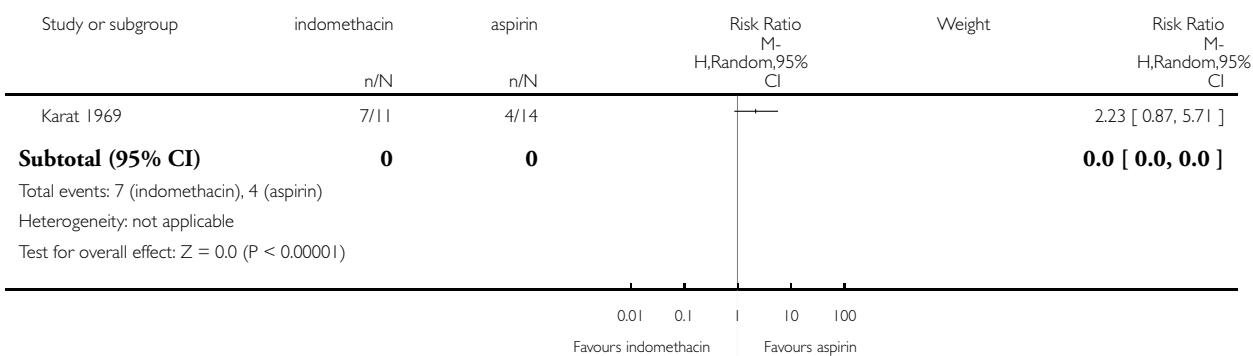 Study or subgroup indomethacin aspirin Risk Ratio Weight Risk Ratio
M- M-
H,Random,95% H,Random,95%
n/N n/N CI CI
Karat 1969 7/11 4/14 2.23 [ 0.87, 5.71 ]
Subtotal (95% CI) 0 0 0.0 [ 0.0, 0.0 ]
Total events: 7 (indomethacin), 4 (aspirin)
Heterogeneity: not applicable
Test for overall effect: Z = 0.0 (P < 0.00001)
0.01 0.1 1 10 100
Favours indomethacin Favours aspirin